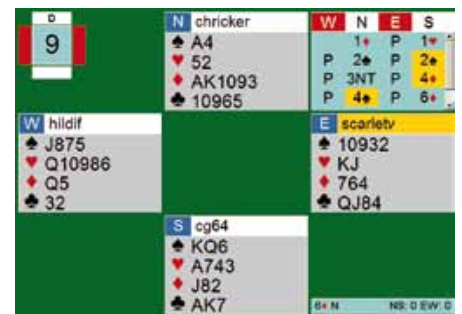 D
9
N chricker
♠ A4
♥ 52
♦ AK1093
♣ 10965
W N E S
1♦ P 1♥
P 2♣ P 2♠
P 3NT P 4♦
P 4♠ P 6♦
W hildif
♠ J875
♥ Q10986
♦ Q5
♣ 32
E scarletv
♠ 10932
♥ KJ
♦ 764
♣ QJ84
S cg64
♠ KQ6
♥ A743
♦ J82
♣ AK7
6♦ N NS: 0 EW: 0